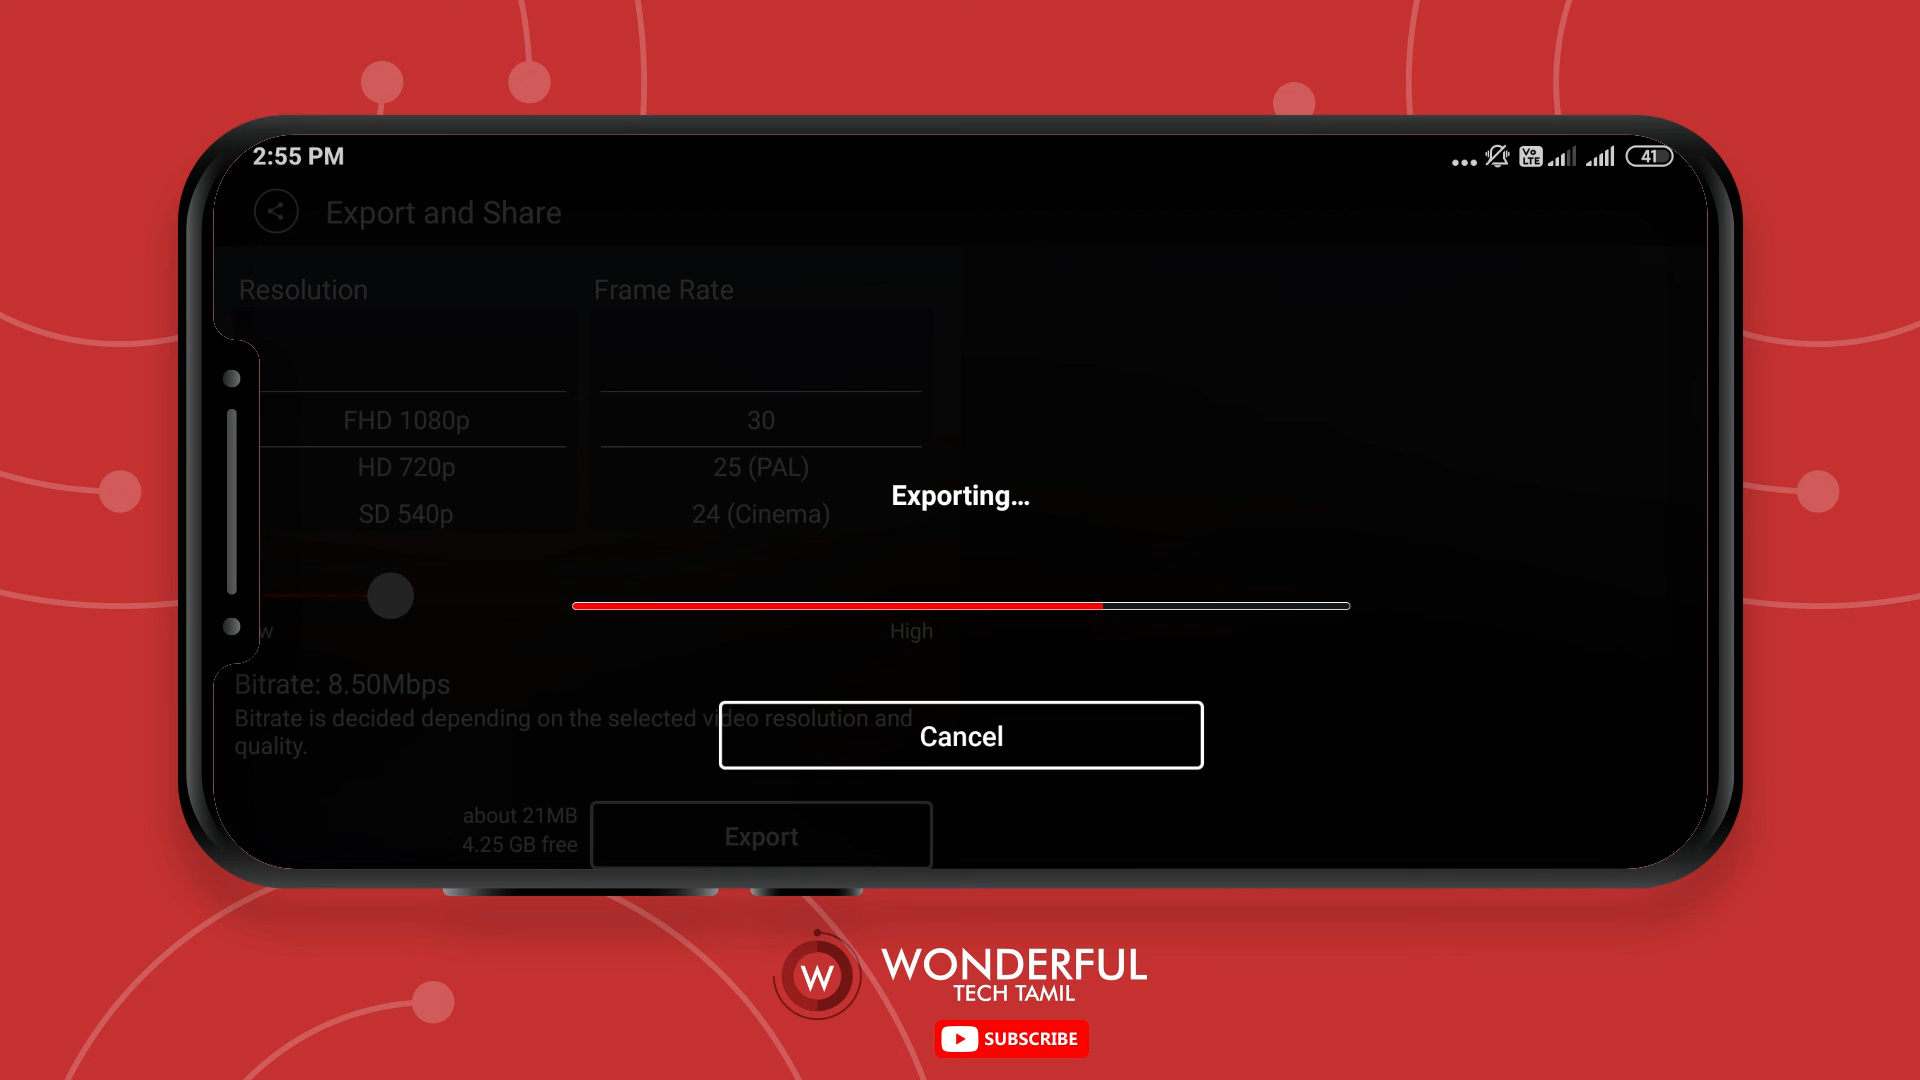 2:55 PM
Vo
LTE
41
Export and Share
Resolution
Frame Rate
FHD 1080p
30
HD 720p
25 (PAL)
SD 540p
24 (Cinema)
Exporting...
w
High
Bitrate: 8.50Mbps
Bitrate is decided depending on the selected video resolution and
quality.
Cancel
about 21MB
4.25 GB free
Export
W
WONDERFUL
TECH TAMIL
SUBSCRIBE